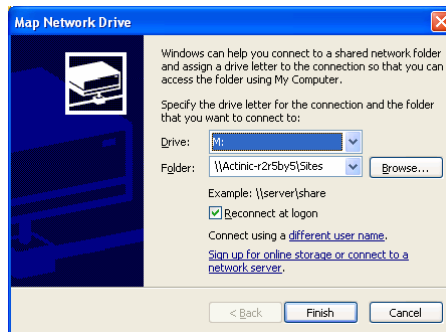 Map Network Drive
Windows can help you connect to a shared network folder
and assign a drive letter to the connection so that you can
access the folder using My Computer.
Specify the drive letter for the connection and the folder
that you want to connect to:
Drive: M:
Folder: \\Actinic-r2r5by5\Sites Browse...
Example: \\server\share
Reconnect at logon
Connect using a different user name.
Sign up for online storage or connect to a
network server.
< Back Finish Cancel